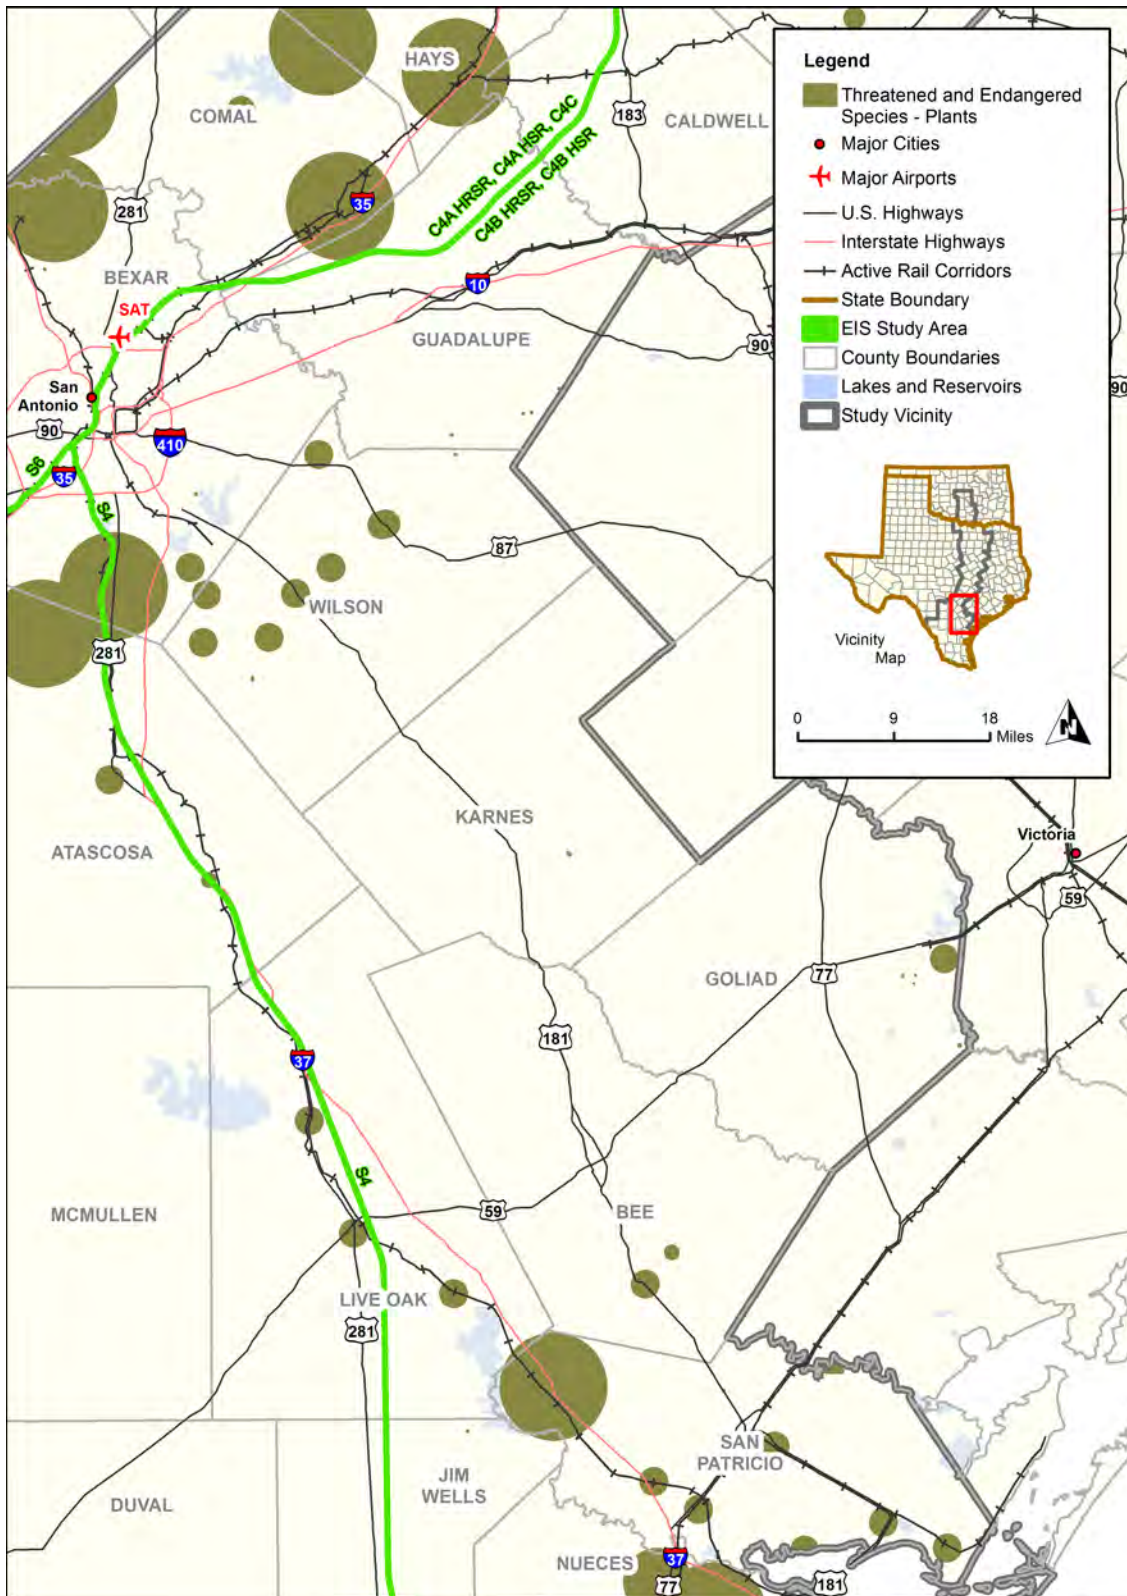 HAYS
COMAL
183
CALDWELL
C4A HRSR, C4A HSR, C4C
C4B HRSR, C4B HSR
281
35
BEXAR
SAT
10
GUADALUPE
90
90
San
Antonio
90
410
S6
35
S4
87
WILSON
281
KARNES
ATASCOSA
Victoria
59
GOLIAD
77
181
37
S4
MCMULLEN
59
BEE
LIVE OAK
281
SAN
PATRICIO
JIM
WELLS
DUVAL
NUECES
37
77
181
Legend
Threatened and Endangered
Species - Plants
Major Cities
Major Airports
U.S. Highways
Interstate Highways
Active Rail Corridors
State Boundary
EIS Study Area
County Boundaries
Lakes and Reservoirs
Study Vicinity
Vicinity
Map
0 9 18
Miles
N